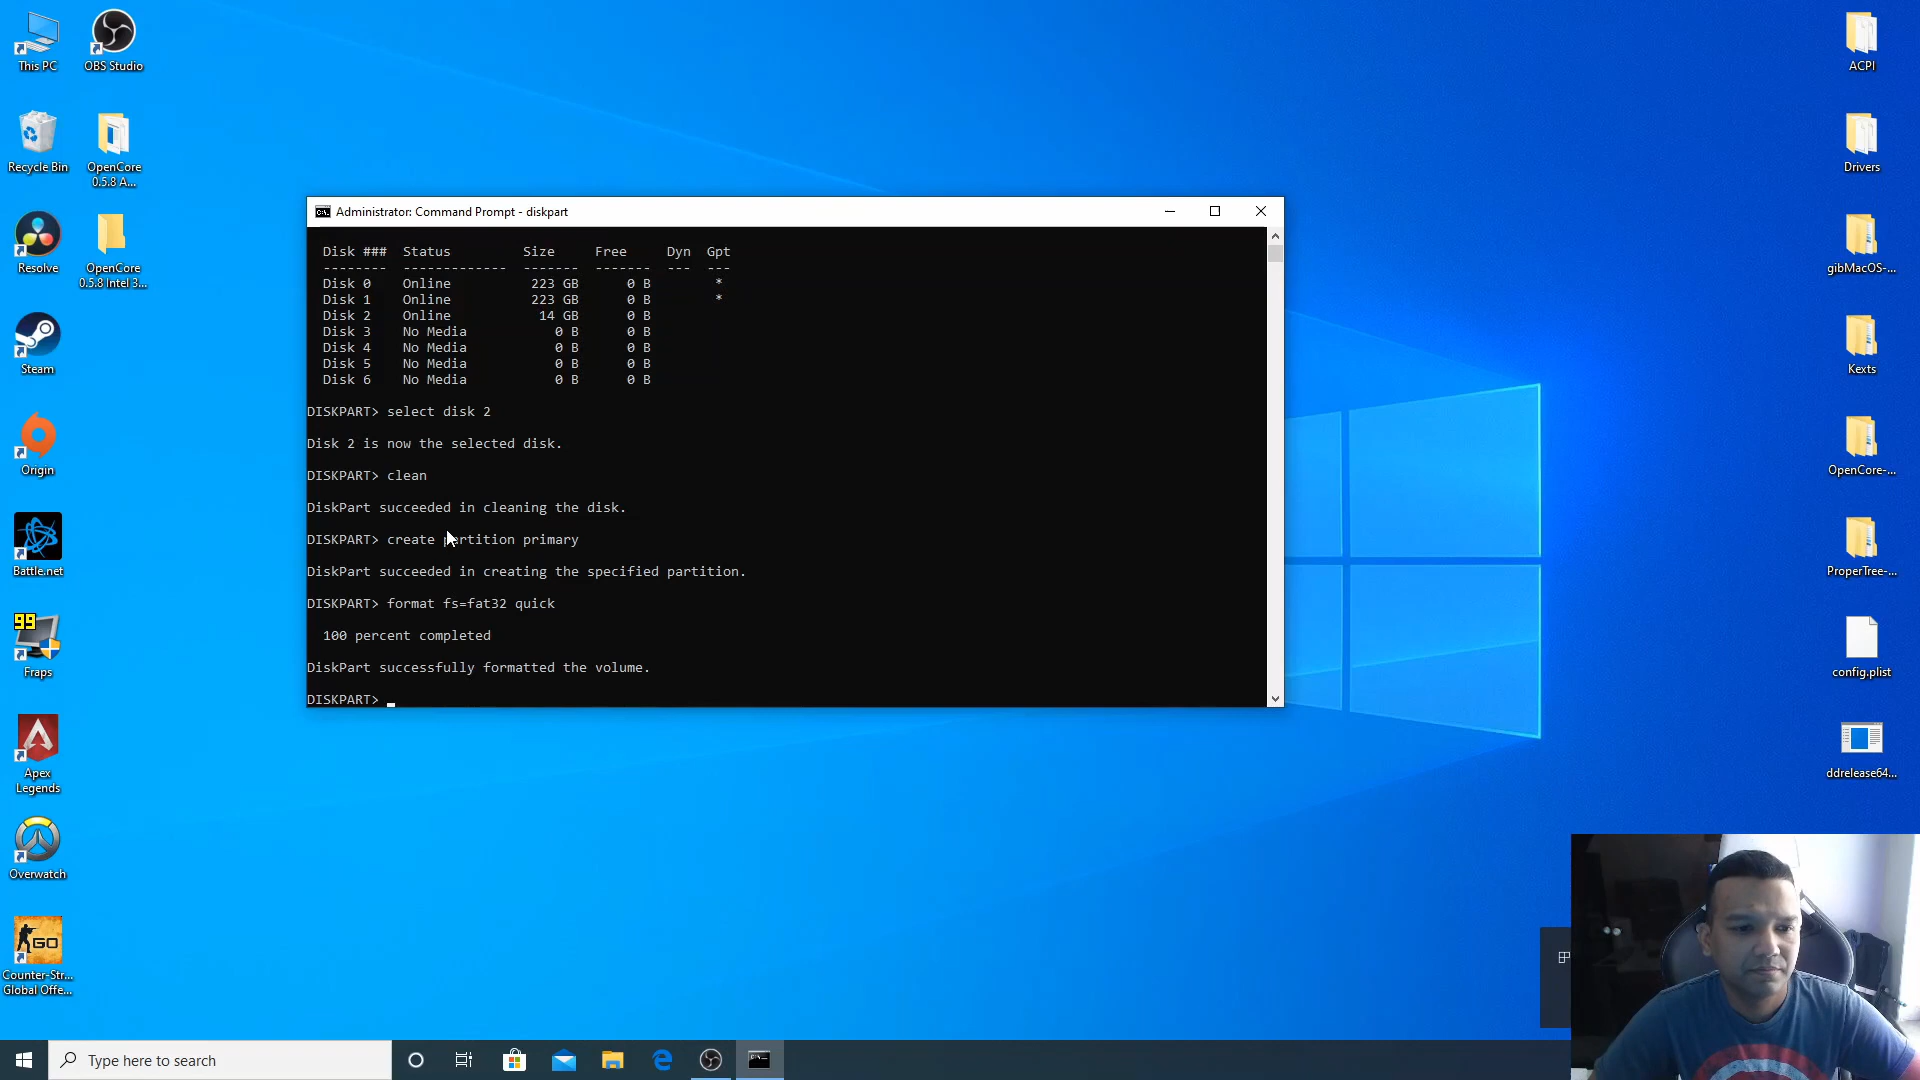 This PC
OBS Studio
Recycle Bin
OpenCore
0.5.8 A...
Resolve
OpenCore
0.5.8 Intel 3...
Steam
Origin
Battle.net
99
Fraps
Apex
Legends
Overwatch
GO
Counter-Str...
Global Offe...
Administrator: Command Prompt - diskpart
Disk ### Status Size Free Dyn Gpt
-------- ------------- ------- ------- --- ---
Disk 0 Online 223 GB 0 B *
Disk 1 Online 223 GB 0 B *
Disk 2 Online 14 GB 0 B
Disk 3 No Media 0 B 0 B
Disk 4 No Media 0 B 0 B
Disk 5 No Media 0 B 0 B
Disk 6 No Media 0 B 0 B
DISKPART> select disk 2
Disk 2 is now the selected disk.
DISKPART> clean
DiskPart succeeded in cleaning the disk.
DISKPART> create partition primary
DiskPart succeeded in creating the specified partition.
DISKPART> format fs=fat32 quick
100 percent completed
DiskPart successfully formatted the volume.
DISKPART>
ACPI
Drivers
gibMacOS-...
Kexts
OpenCore-...
ProperTree-...
config.plist
ddrelease64...
Type here to search